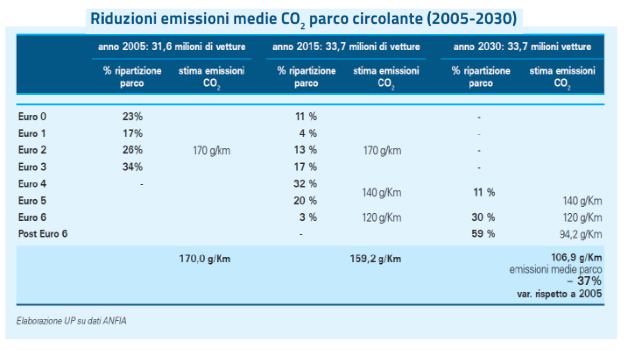 Riduzioni emissioni medie CO2 parco circolante (2005-2030)
anno 2005: 31,6 milioni di vetture anno 2015: 33,7 milioni di vetture anno 2030: 33,7 milioni vetture
% ripartizione parco stima emissioni CO2 % ripartizione parco stima emissioni CO2 % ripartizione parco stima emissioni CO2
Euro 0 23% 11 % -
Euro 1 17% 4 % -
Euro 2 26% 170 g/km 13 % 170 g/km -
Euro 3 34% 17 % -
Euro 4 - 32 %
140 g/Km 11 %
Euro 5 20 % 140 g/Km
Euro 6 3 % 120 g/Km 30 % 120 g/Km
Post Euro 6 - 59 % 94,2 g/Km
170,0 g/Km 159,2 g/Km 106,9 g/Km
emissioni medie parco
– 37%
var. rispetto a 2005
Elaborazione UP su dati ANFIA